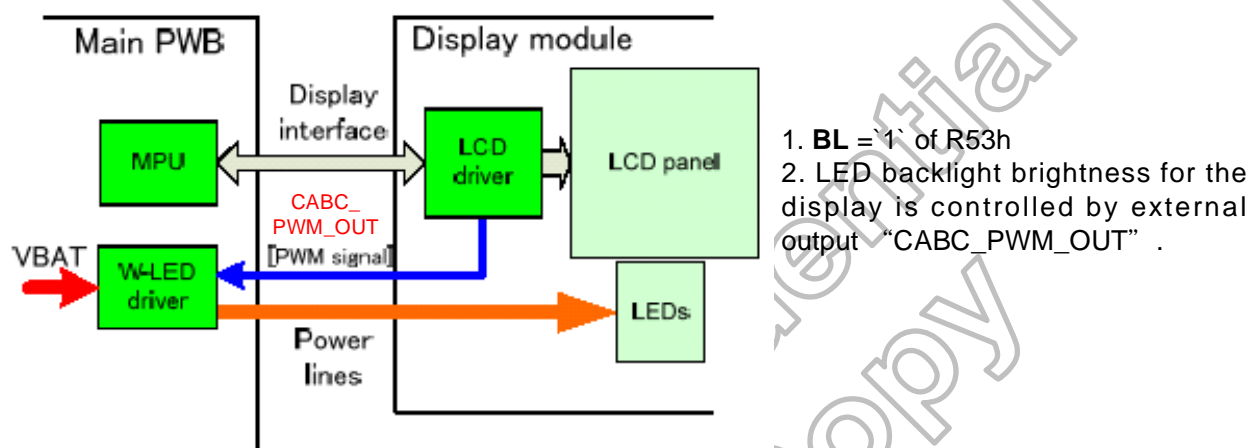 Main PWB
Display module
Display
interface
MPU
LCD
driver
LCD panel
CABC_
PWM_OUT
[PWM signal]
VBAT
W-LED
driver
LEDs
Power
lines
1. BL =`1` of R53h
2. LED backlight brightness for the
display is controlled by external
output “CABC_PWM_OUT” .
ential
opy